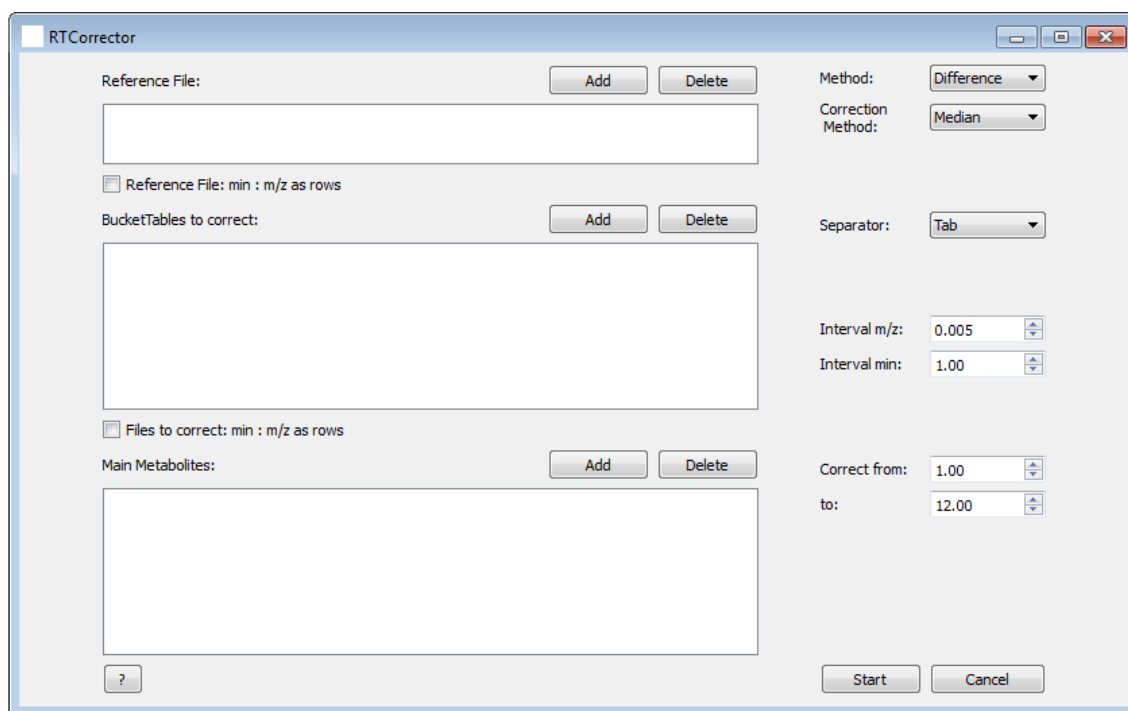 RTCorrector
Reference File: Add Delete Method: Difference
Correction Method: Median
Reference File: min : m/z as rows
BucketTables to correct: Add Delete Separator: Tab
Interval m/z: 0.005
Interval min: 1.00
Files to correct: min : m/z as rows
Main Metabolites: Add Delete Correct from: 1.00
to: 12.00
? Start Cancel